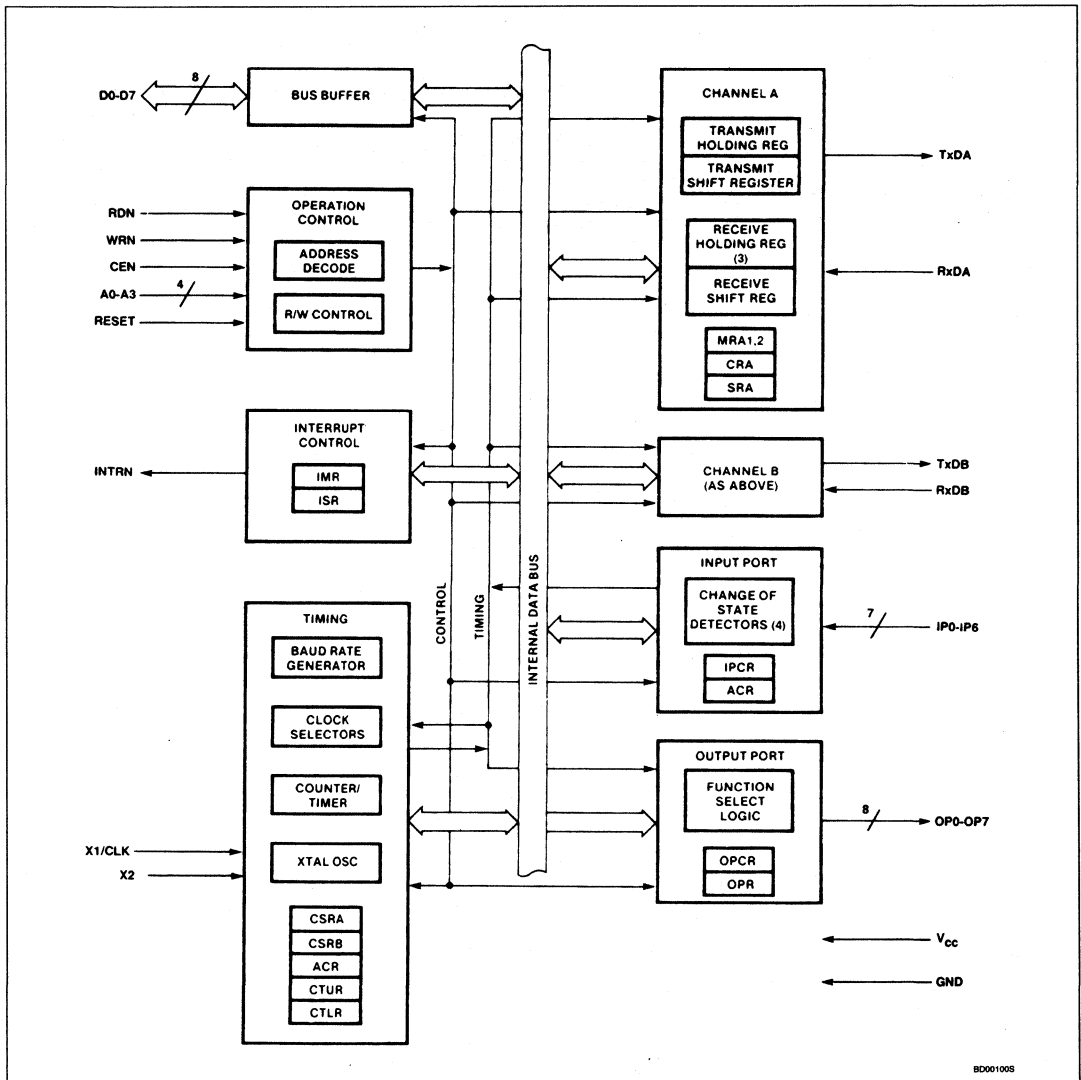 D0-D7
8
BUS BUFFER
RDN
WRN
CEN
A0-A3
4
RESET
OPERATION
CONTROL
ADDRESS
DECODE
R/W CONTROL
INTRN
INTERRUPT
CONTROL
IMR
ISR
X1/CLK
X2
TIMING
BAUD RATE
GENERATOR
CLOCK
SELECTORS
COUNTER/
TIMER
XTAL OSC
CSRA
CSRB
ACR
CTUR
CTLR
CONTROL
TIMING
INTERNAL DATA BUS
CHANNEL A
TRANSMIT
HOLDING REG
TRANSMIT
SHIFT REGISTER
RECEIVE
HOLDING REG
(3)
RECEIVE
SHIFT REG
MRA1,2
CRA
SRA
TxDA
RxDA
CHANNEL B
(AS ABOVE)
TxDB
RxDB
INPUT PORT
CHANGE OF
STATE
DETECTORS (4)
IPCR
ACR
7
IP0-IP6
OUTPUT PORT
FUNCTION
SELECT
LOGIC
OPCR
OPR
8
OP0-OP7
VCC
GND
BD00100S